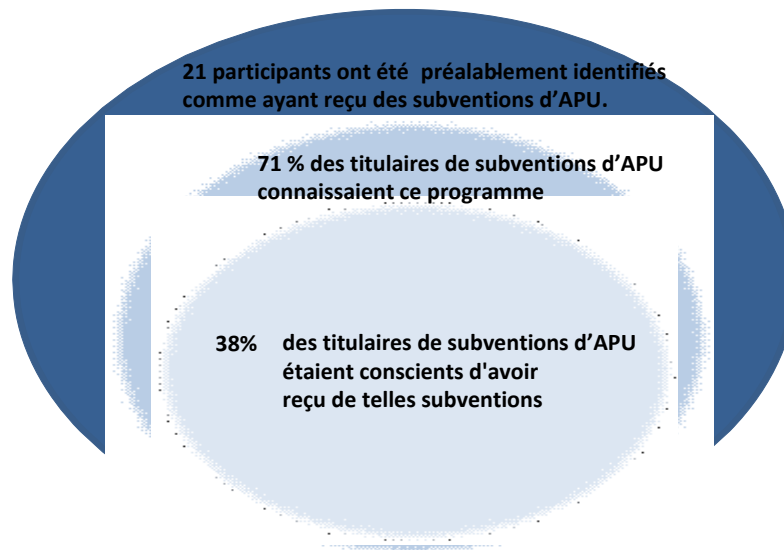 21 participants ont été préalablement identifiés
comme ayant reçu des subventions d’APU.
71 % des titulaires de subventions d’APU
connaissaient ce programme
38% des titulaires de subventions d’APU
étaient conscients d'avoir
reçu de telles subventions